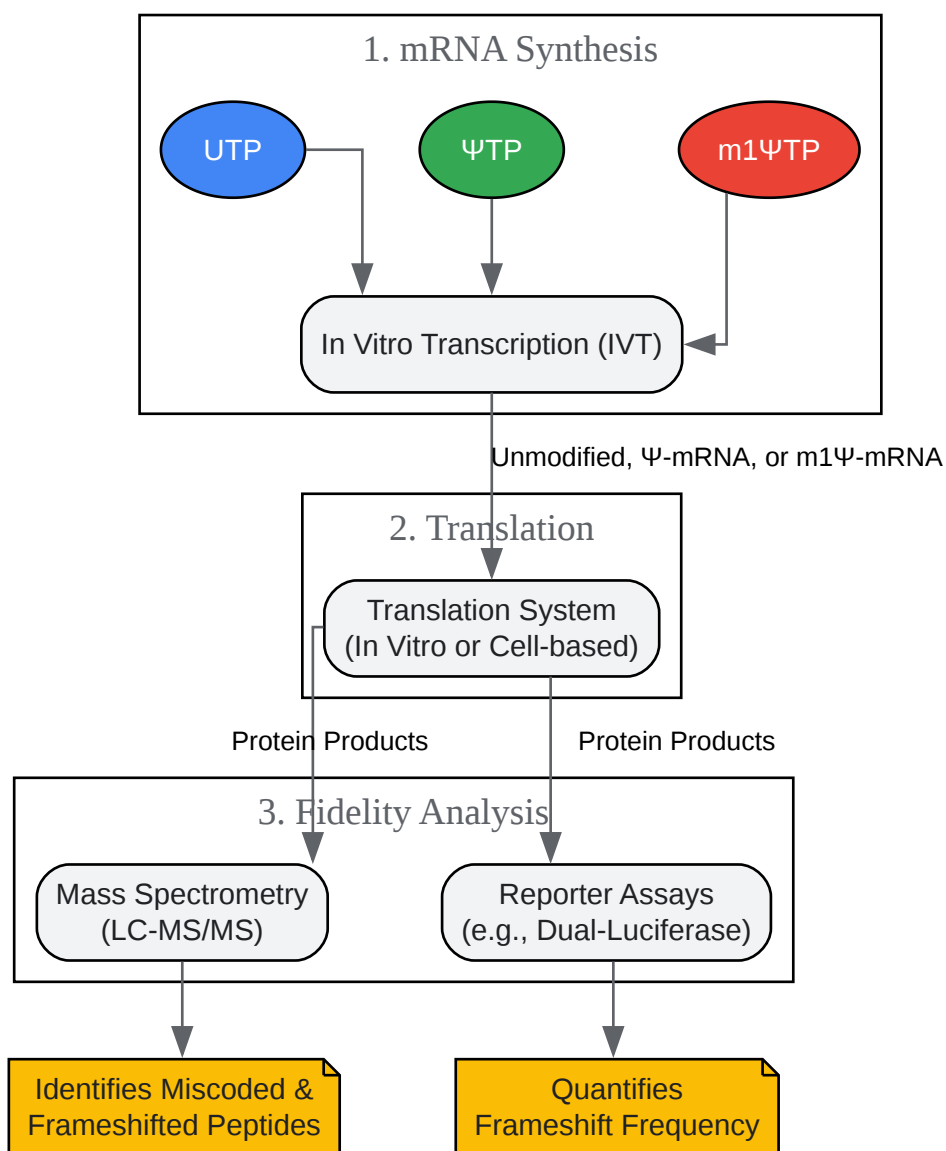 1. mRNA Synthesis
UTP
ΨTP
m1ΨTP
In Vitro Transcription (IVT)
Unmodified, Ψ-mRNA, or m1Ψ-mRNA
2. Translation
Translation System
(In Vitro or Cell-based)
Protein Products
Protein Products
3. Fidelity Analysis
Mass Spectrometry
(LC-MS/MS)
Reporter Assays
(e.g., Dual-Luciferase)
Identifies Miscoded &
Frameshifted Peptides
Quantifies
Frameshift Frequency